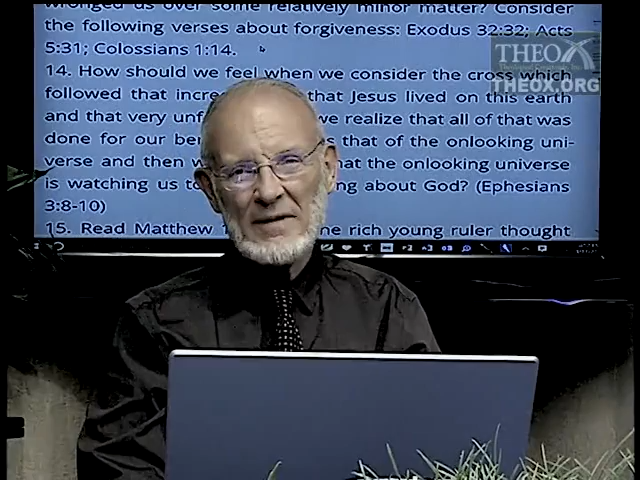 wronged us over some relatively minor matter? Consider
the following verses about forgiveness: Exodus 32:32; Acts
5:31; Colossians 1:14.
THEOX
THEOX.ORG
14. How should we feel when we consider the cross which
followed that incre that Jesus lived on this earth
and that very unf we realize that all of that was
done for our be that of the onlooking uni-
verse and then w hat the onlooking universe
is watching us to ng about God? (Ephesians
3:8-10)
15. Read Matthew ne rich young ruler thought